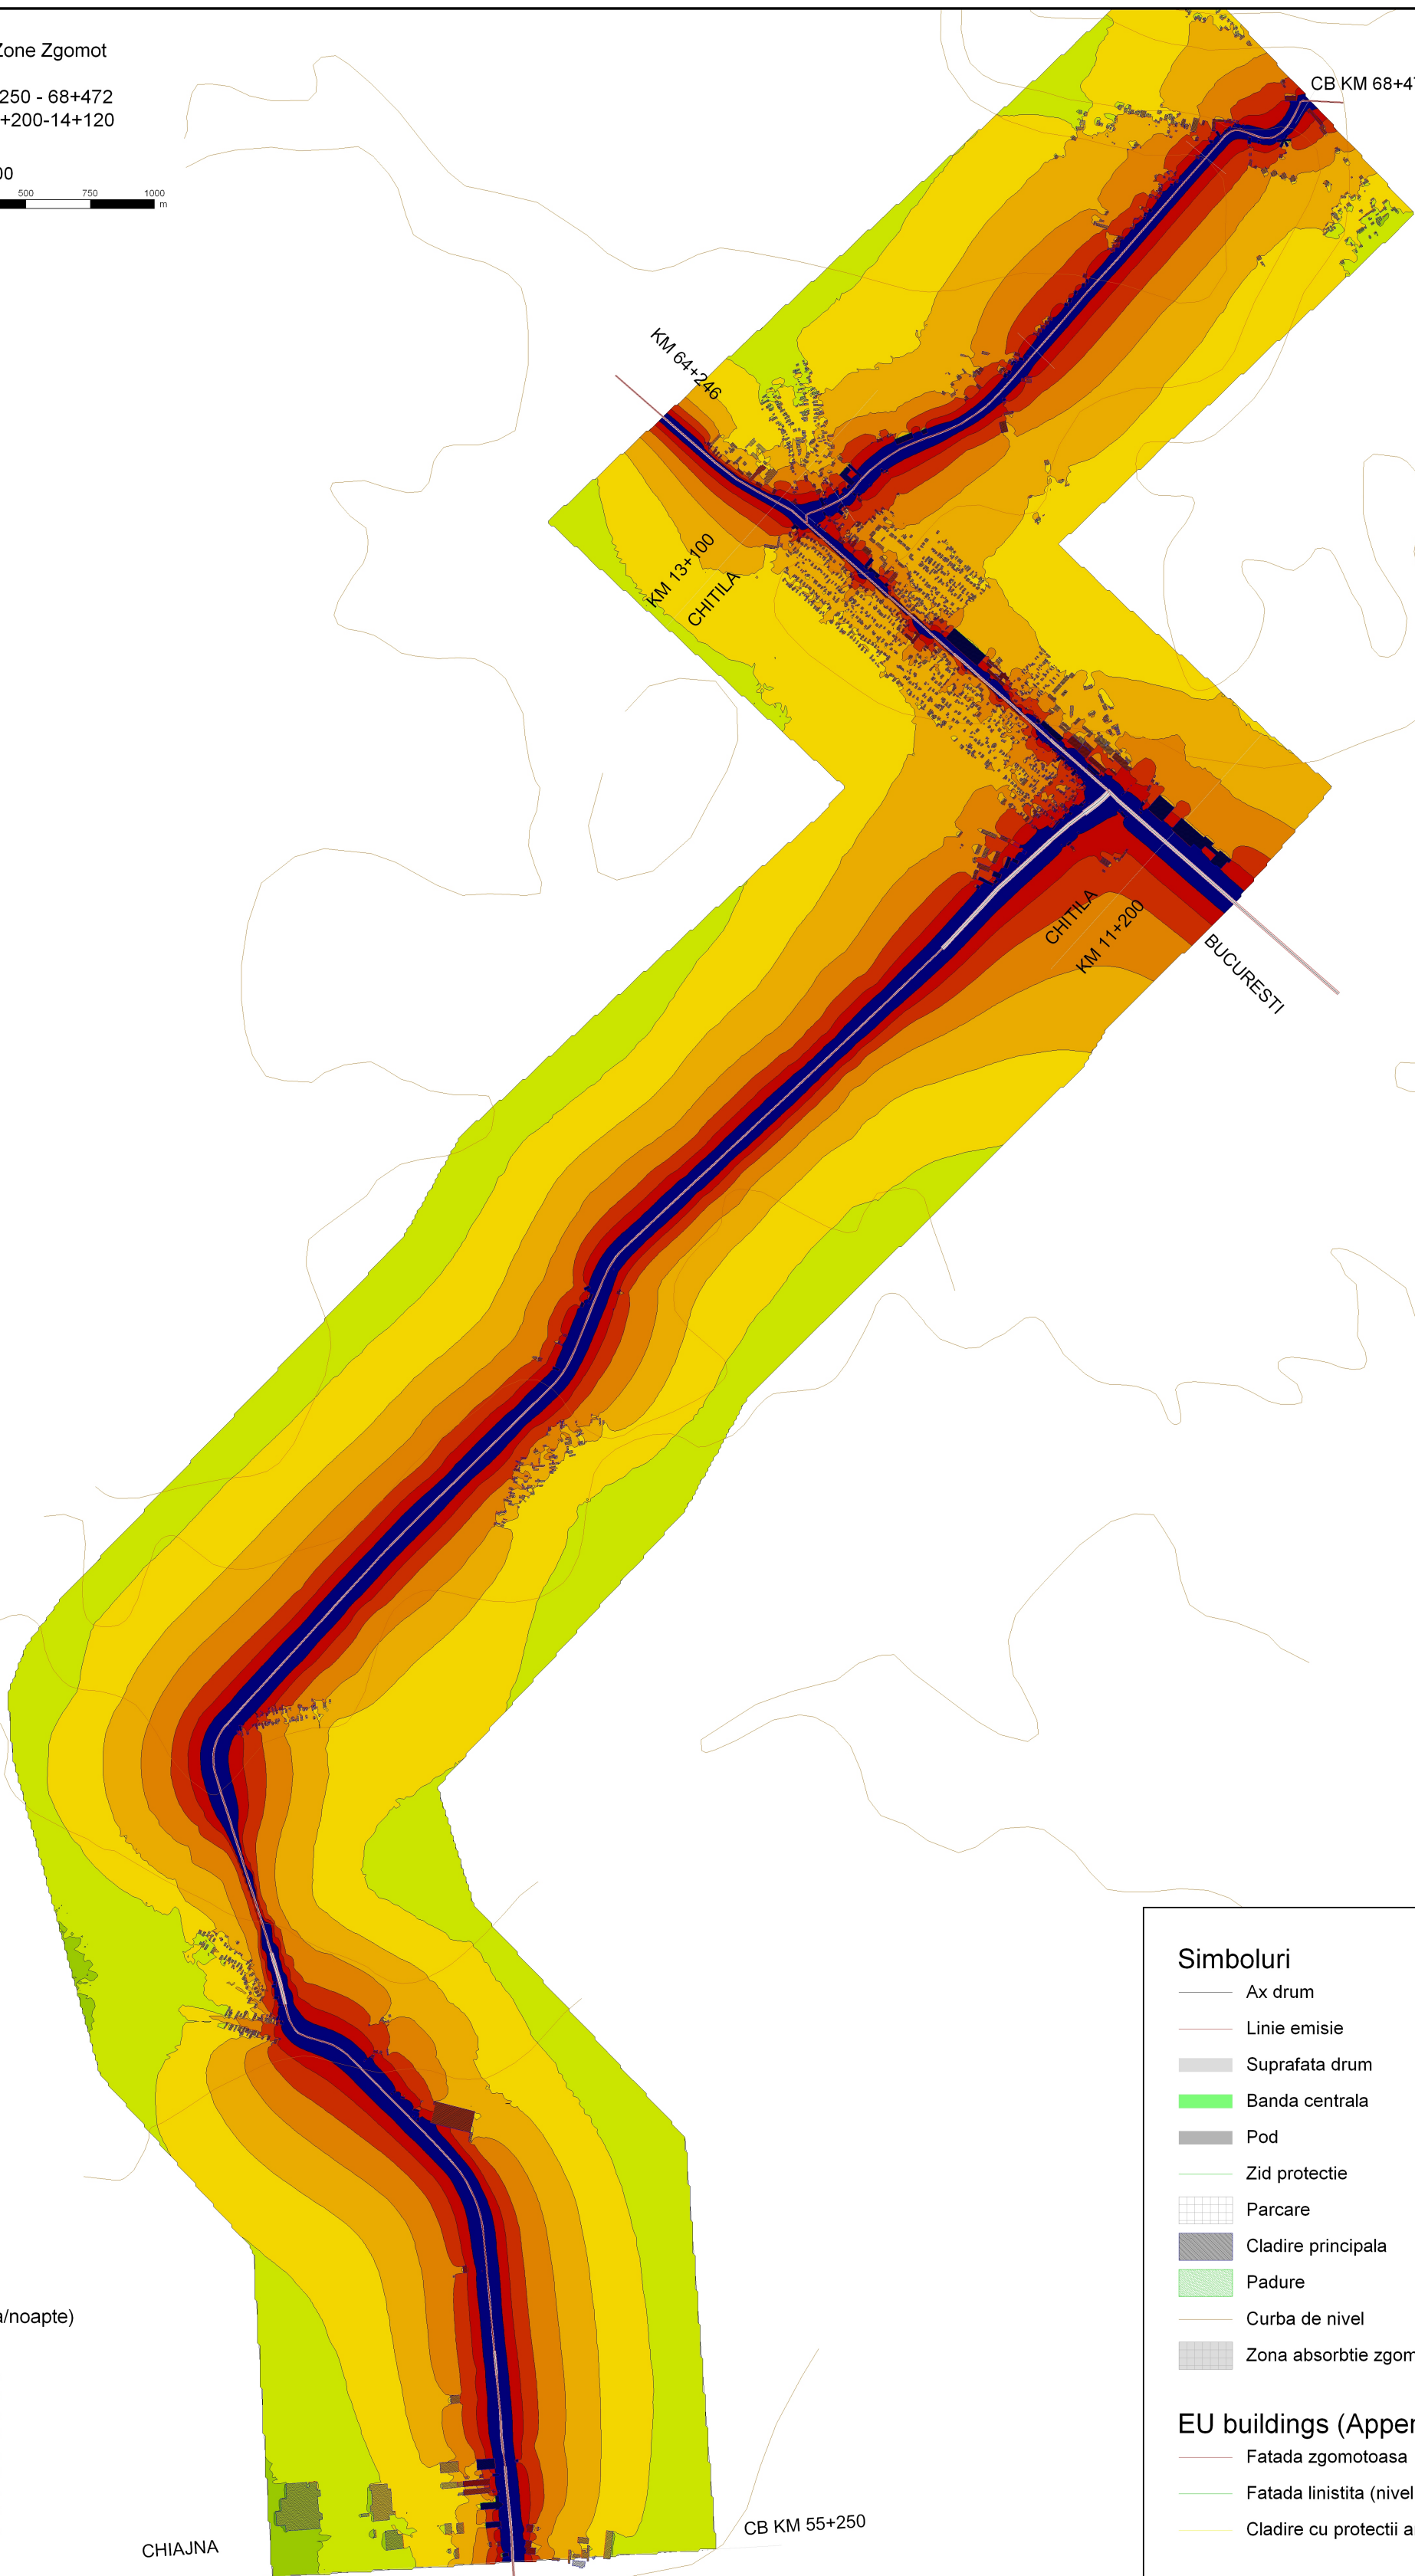 Zone Zgomot
250 - 68+472
+200-14+120
00
500 750 1000
m
CB KM 68+47
KM 64+246
KM 13+100
CHITILA
CHITILA
KM 11+200
BUCURESTI
Simboluri
Ax drum
Linie emisie
Suprafata drum
Banda centrala
Pod
Zid protectie
Parcare
Cladire principala
Padure
Curba de nivel
Zona absorbtie zgom
a/noapte)
EU buildings (Appen
Fatada zgomotoasa
Fatada linistita (nivel
Cladire cu protectii a
CB KM 55+250
CHIAJNA